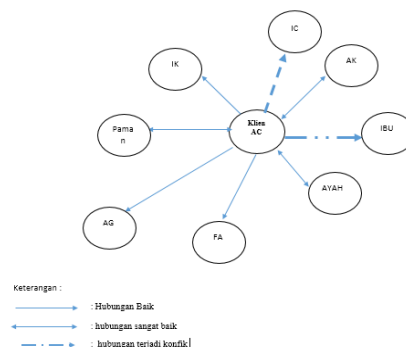 IC
AK
IK
Klien
AC
Pama
n
IBU
AYAH
AG
FA
Keterangan :
: Hubungan Baik
: hubungan sangat baik
: hubungan terjadi konfik